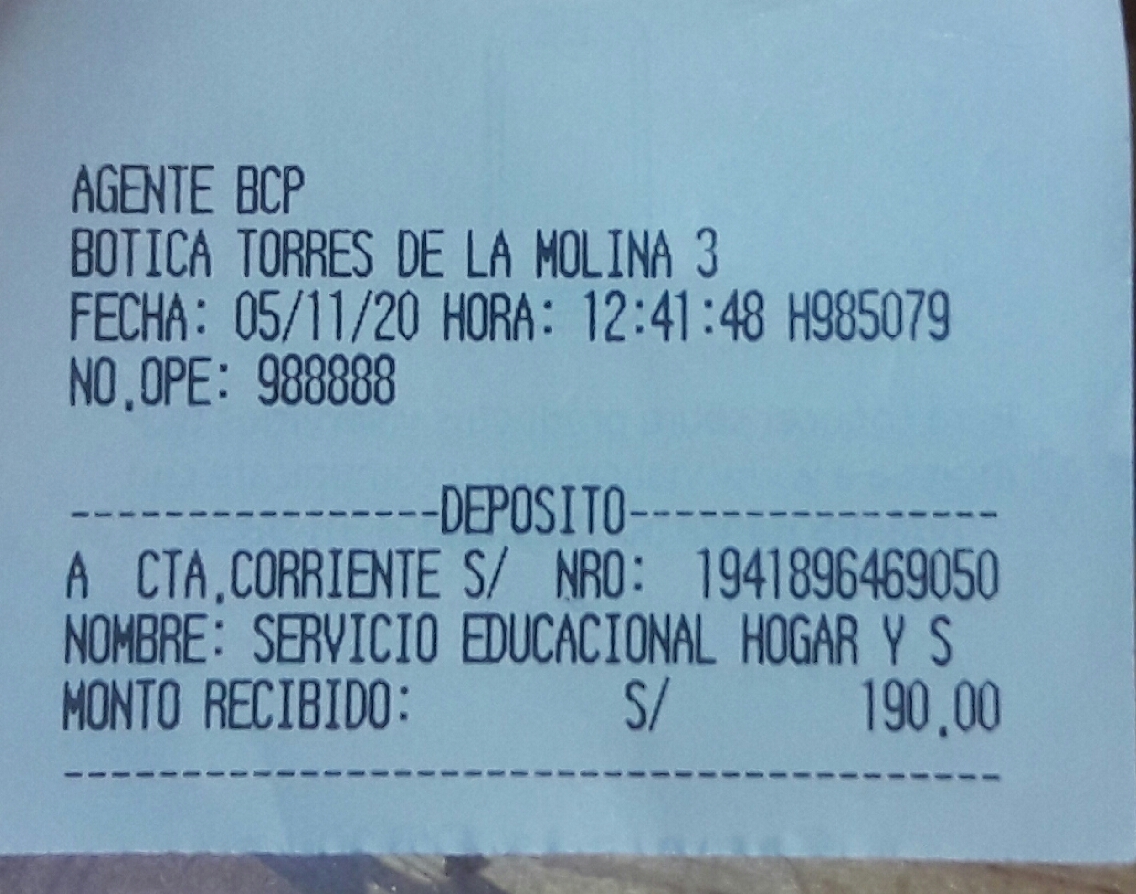 AGENTE BCP
BOTICA TORRES DE LA MOLINA 3
FECHA: 05/11/20 HORA: 12:41:48 H985079
NO.OPE: 988888
----------------DEPOSITO----------------
A CTA.CORRIENTE S/ NRO: 1941896469050
NOMBRE: SERVICIO EDUCACIONAL HOGAR Y S
MONTO RECIBIDO: S/ 190.00